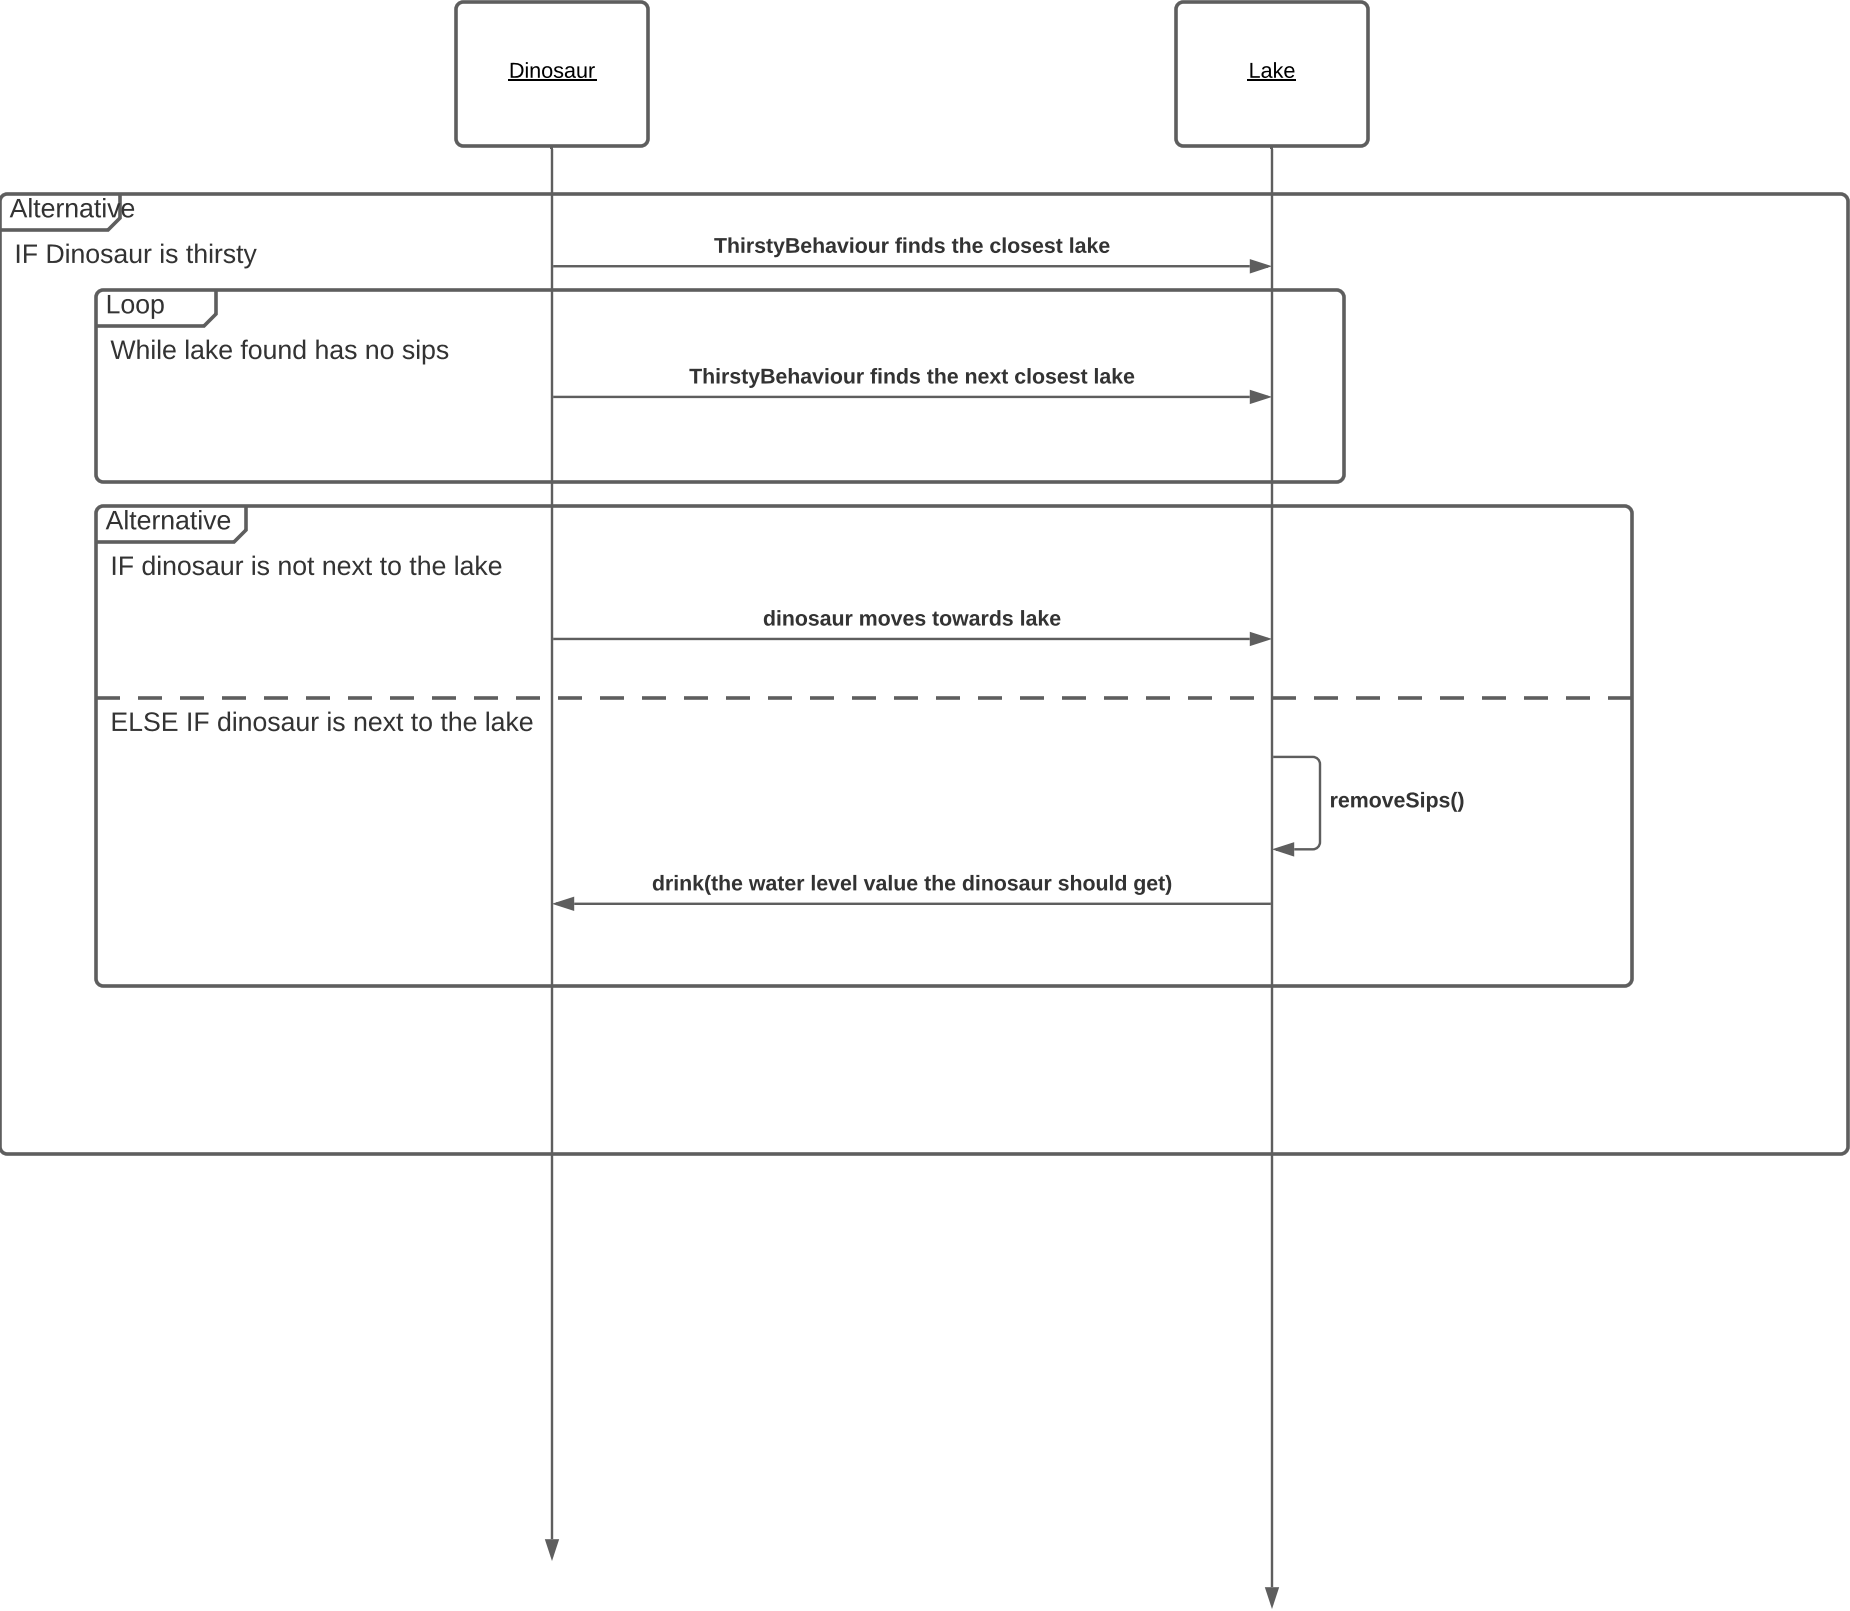 Dinosaur
Lake
Alternative
IF Dinosaur is thirsty
ThirstyBehaviour finds the closest lake
Loop
While lake found has no sips
ThirstyBehaviour finds the next closest lake
Alternative
IF dinosaur is not next to the lake
dinosaur moves towards lake
ELSE IF dinosaur is next to the lake
removeSips()
drink(the water level value the dinosaur should get)